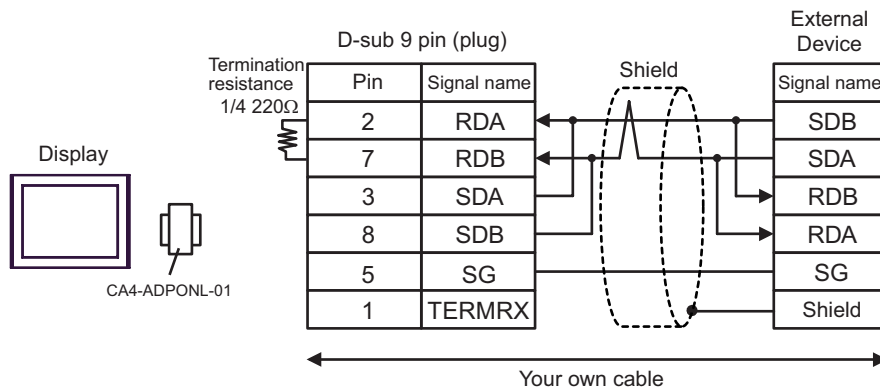 External
Device
D-sub 9 pin (plug)
Termination
resistance
1/4 220Ω
Shield
Pin Signal name Signal name
2 RDA SDB
7 RDB SDA
3 SDA RDB
8 SDB RDA
5 SG SG
1 TERMRX Shield
Display
CA4-ADPONL-01
Your own cable